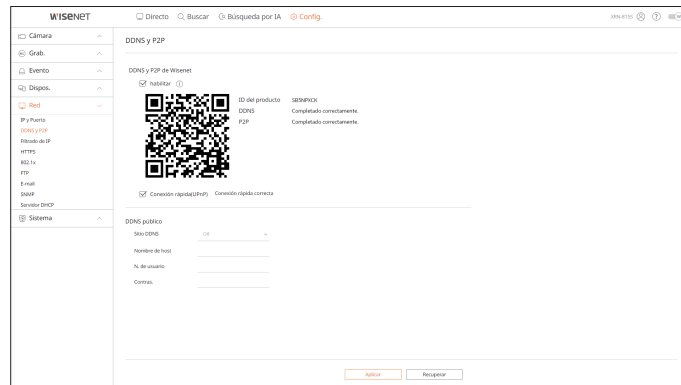 WISENET
Directo
Buscar
Búsqueda por IA
Config.
Cámara
Grab.
Evento
Dispos.
Red
IP y Puerto
DDNS y P2P
Filtrado de IP
HTTPS
802.1x
FTP
E-mail
SNMP
Servidor DHCP
Sistema
DDNS y P2P
DDNS y P2P de Wisenet
habilitar
ID del producto
DDNS Completado correctamente.
P2P Completado correctamente.
Conexión rápida(UPnP) Conexión rápida correcta
DDNS público
Sitio DDNS
Nombre de host
N. de usuario
Contras.
Aplicar Recuperar